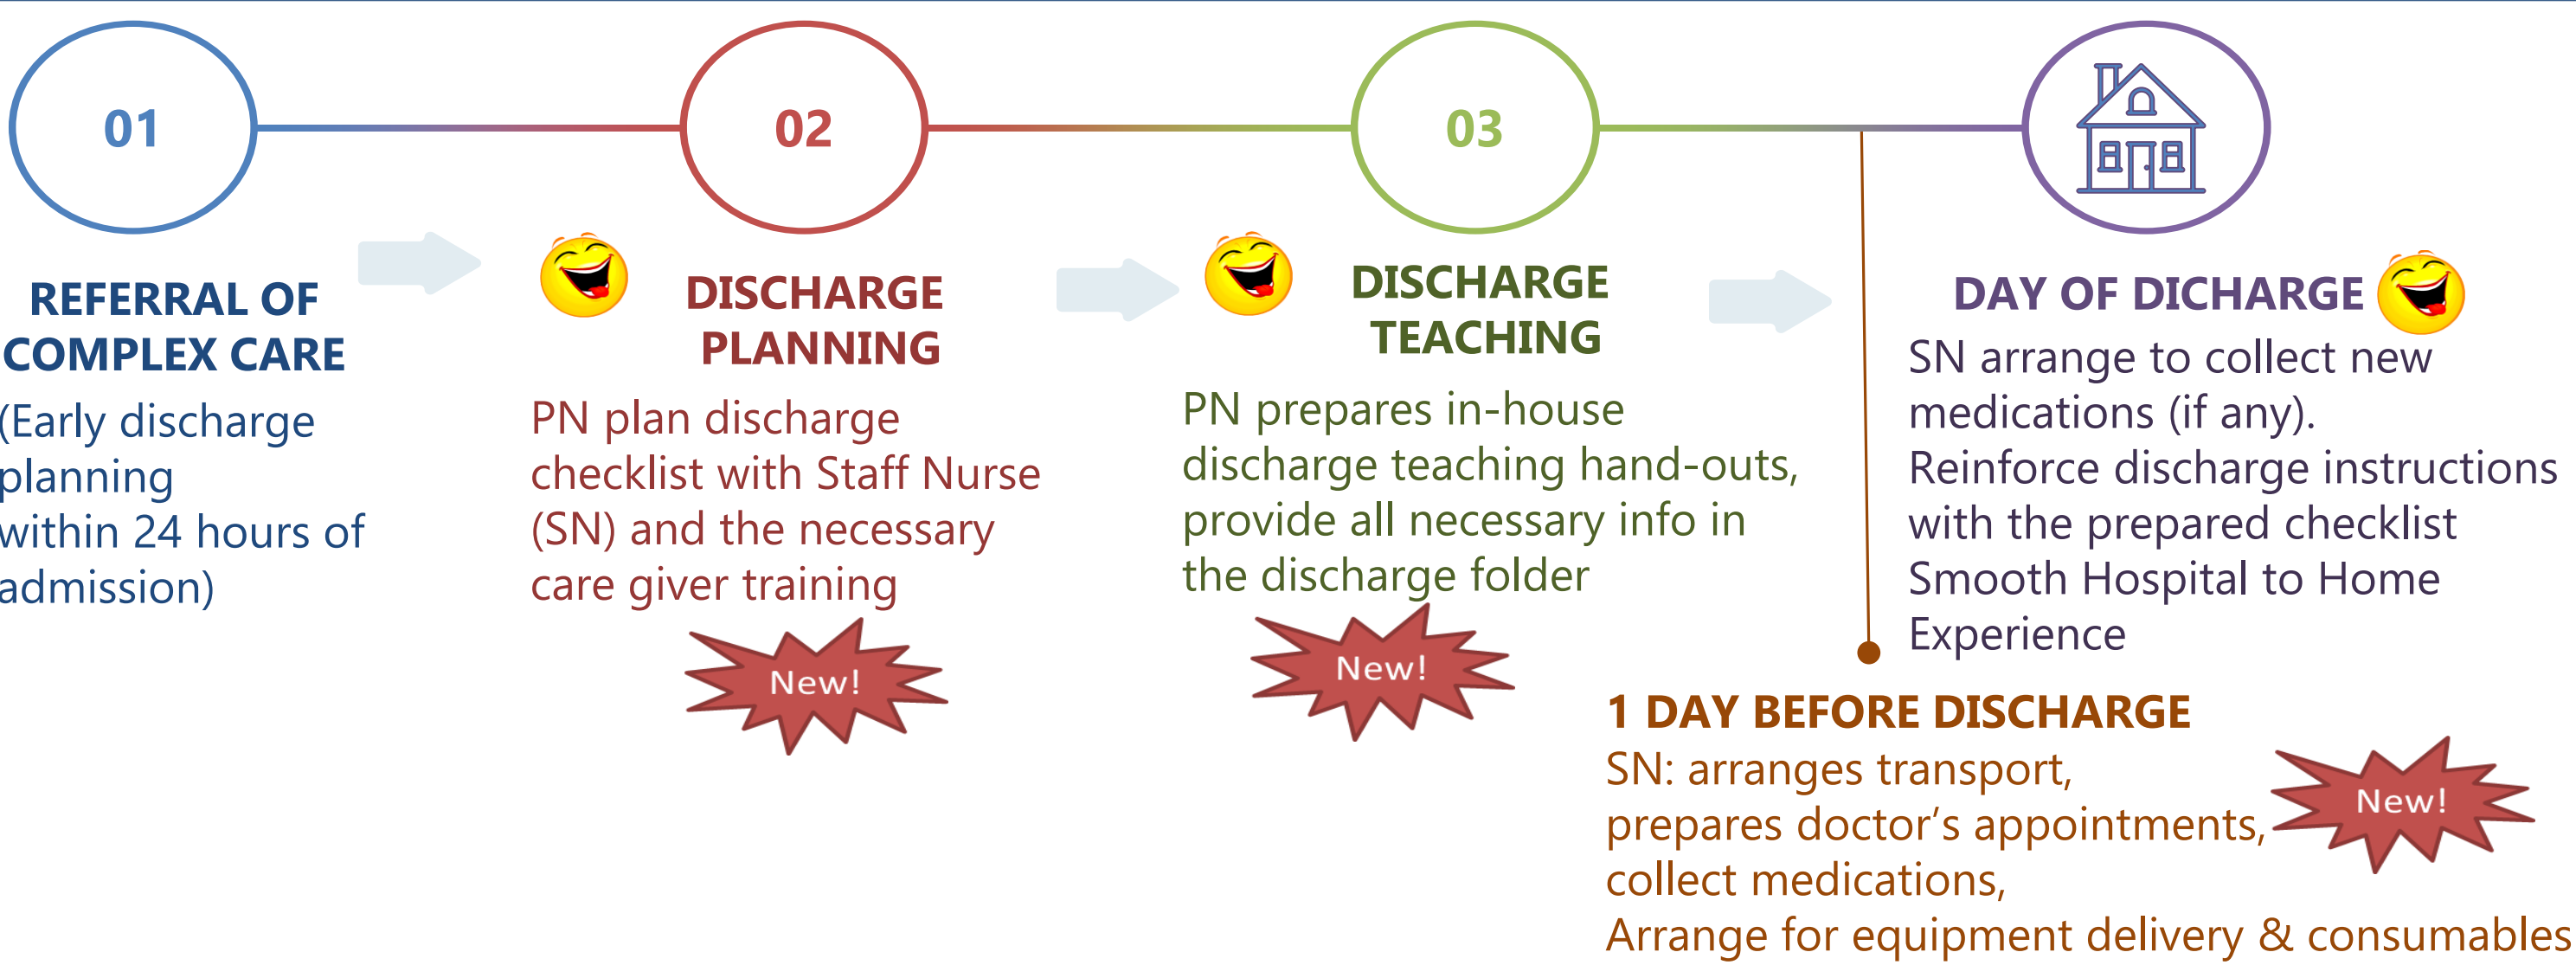 01
REFERRAL OF
COMPLEX CARE
(Early discharge
planning
within 24 hours of
admission)
02
DISCHARGE
PLANNING
PN plan discharge
checklist with Staff Nurse
(SN) and the necessary
care giver training
New!
03
DISCHARGE
TEACHING
PN prepares in-house
discharge teaching hand-outs,
provide all necessary info in
the discharge folder
New!
DAY OF DICHARGE
SN arrange to collect new
medications (if any).
Reinforce discharge instructions
with the prepared checklist
Smooth Hospital to Home
Experience
1 DAY BEFORE DISCHARGE
SN: arranges transport,
prepares doctor’s appointments,
collect medications,
Arrange for equipment delivery & consumables
New!